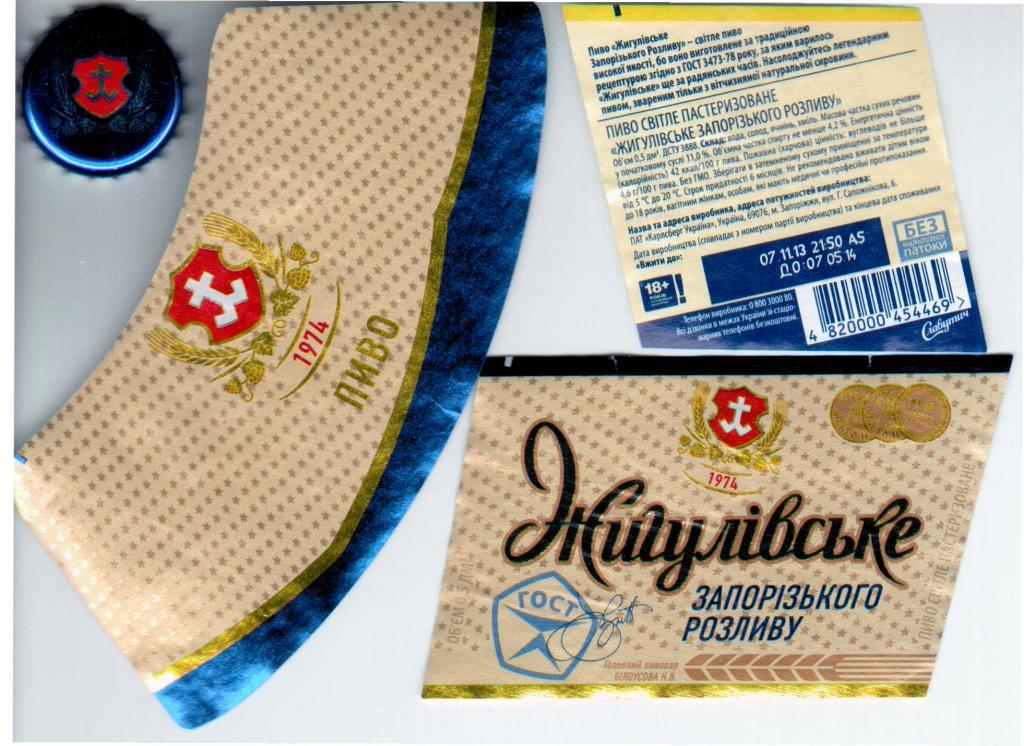 1974
ПИВО
Пиво «Жигулівське
Запорізького Розливу» – світле пиво
високої якості, бо воно виготовлене за традиційною
рецептурою згідно з ГОСТ 3473-78 року, за яким варилось
«Жигулівське» ще за радянських часів. Насолоджуйтесь легендарним
пивом, звареним тільки з вітчизняної натуральної сировини.
ПИВО СВІТЛЕ ПАСТЕРИЗОВАНЕ
«ЖИГУЛІВСЬКЕ ЗАПОРІЗЬКОГО РОЗЛИВУ»
Об'єм 0,5 дм³. ДСТУ 3888. Склад: вода, солод, ячмінь, хміль. Масова частка сухих речовин
у початковому суслі 11,0 %. Об'ємна частка спирту не менше 4,2 %. Енергетична цінність
(калорійність) 42 ккал/100 г пива. Поживна (харчова) цінність: вуглеводів не більше
4,6 г/100 г пива. Без ГМО. Зберігати в затемненому сухому приміщенні за температури
від 5 °С до 20 °С. Строк придатності 6 місяців. Не рекомендовано вживати дітям віком
до 18 років, вагітним жінкам, особам, які мають медичні чи професійні протипоказання.
Назва та адреса виробника, адреса потужностей виробництва:
ПАТ «Карлсберг Україна», Україна, 69076, м. Запоріжжя, вул. Г. Сапожнікова, 6.
Дата виробництва (співпадає з номером партії виробництва) та кінцева дата споживання
«Вжити до»:
07.11.13 21:50 А5
ДО:07 05 14
БЕЗ
МАЛЬТОЗНОЇ
ПАТОКИ
18+
РОКІВ
Телефон виробника: 0 800 3000 80.
Всі дзвінки в межах України зі стаціо-
нарних телефонів безкоштовні.
4 820000 454469 >
Славутич
1974
Жигулівське
ЗАПОРІЗЬКОГО
РОЗЛИВУ
ГОСТ
Головний пивовар
БІЛОУСОВА Н.В.
ОБ'ЄМ 0,5 ДМ³
ПИВО СВІТЛЕ ПАСТЕРИЗОВАНЕ